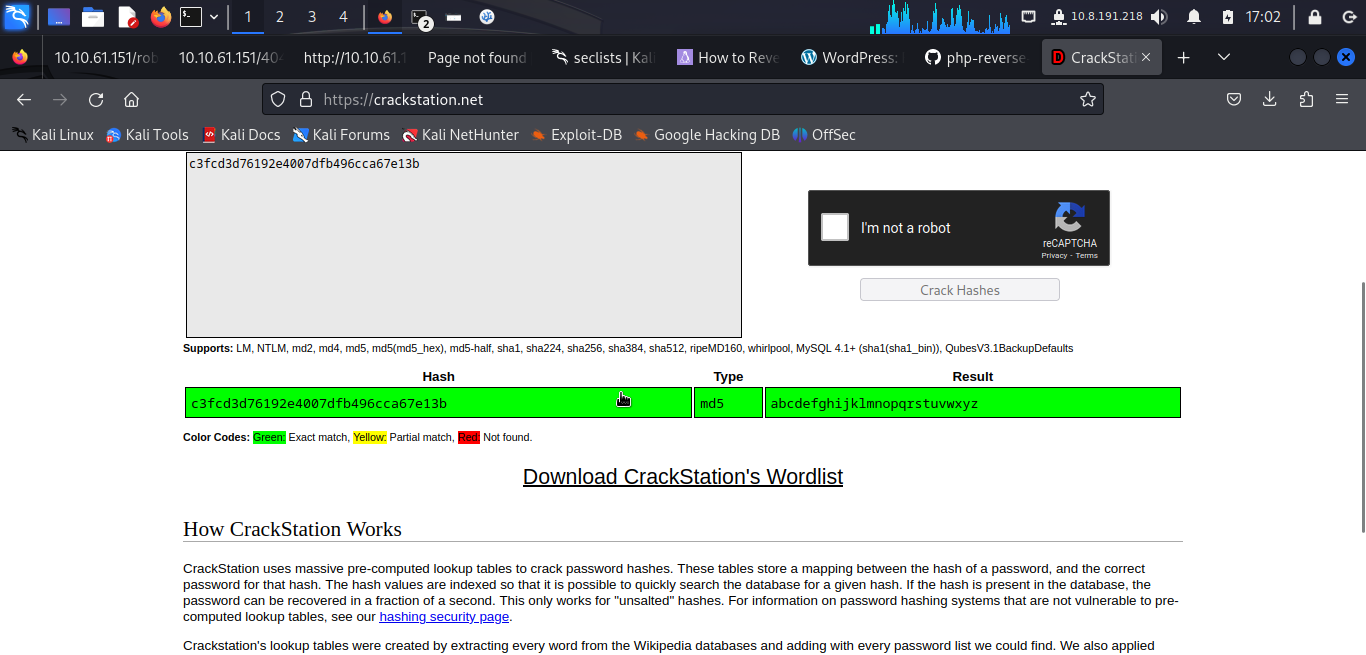 1 2 3 4 2 10.8.191.218 17:02
10.10.61.151/rob 10.10.61.151/40 http://10.10.61.1 Page not found seclists | Kal How to Reve WordPress: php-reverse CrackStati
https://crackstation.net
Kali Linux Kali Tools Kali Docs Kali Forums Kali NetHunter Exploit-DB Google Hacking DB OffSec
c3fcd3d76192e4007dfb496cca67e13b
I'm not a robot
reCAPTCHA
Privacy - Terms
Crack Hashes
Supports: LM, NTLM, md2, md4, md5, md5(md5_hex), md5-half, sha1, sha224, sha256, sha384, sha512, ripeMD160, whirlpool, MySQL 4.1+ (sha1(sha1_bin)), QubesV3.1BackupDefaults
Hash Type Result
c3fcd3d76192e4007dfb496cca67e13b md5 abcdefghijklmnopqrstuvwxyz
Color Codes: Green: Exact match, Yellow: Partial match, Red: Not found.
Download CrackStation's Wordlist
How CrackStation Works
CrackStation uses massive pre-computed lookup tables to crack password hashes. These tables store a mapping between the hash of a password, and the correct
password for that hash. The hash values are indexed so that it is possible to quickly search the database for a given hash. If the hash is present in the database, the
password can be recovered in a fraction of a second. This only works for "unsalted" hashes. For information on password hashing systems that are not vulnerable to pre-
computed lookup tables, see our hashing security page.
Crackstation's lookup tables were created by extracting every word from the Wikipedia databases and adding with every password list we could find. We also applied